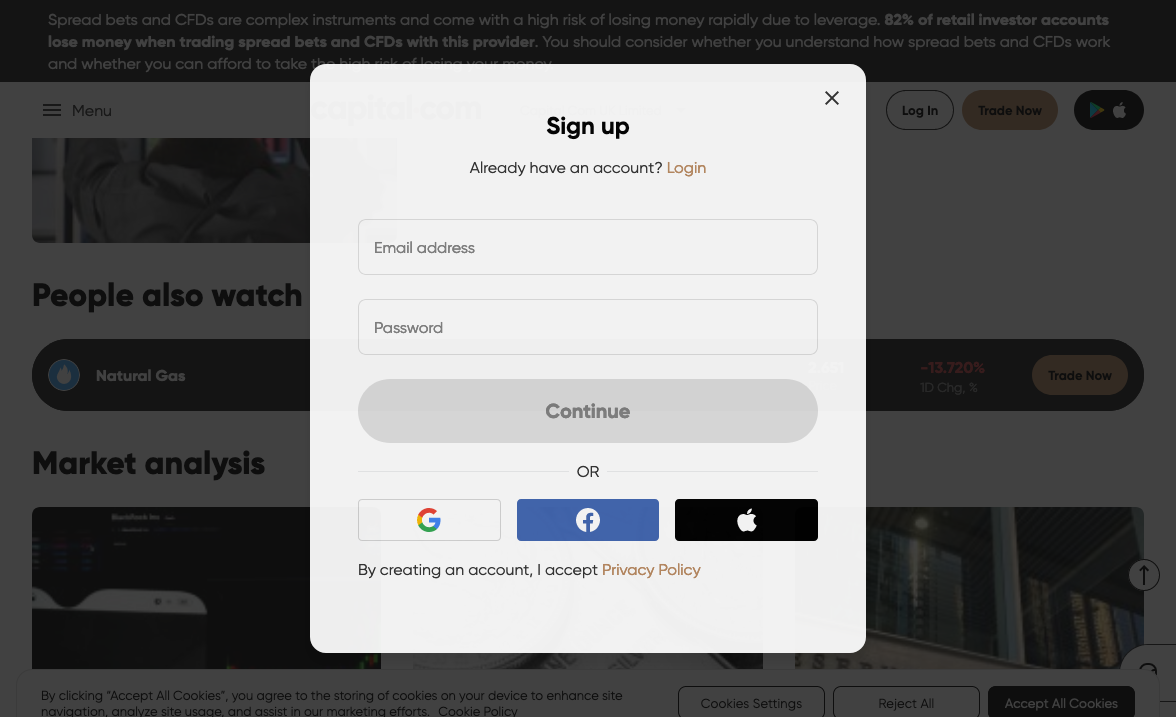 Spread bets and CFDs are complex instruments and come with a high risk of losing money rapidly due to leverage. 82% of retail investor accounts
lose money when trading spread bets and CFDs with this provider. You should consider whether you understand how spread bets and CFDs work
and whether you can afford to take the high risk of losing your money.
Menu
capital.com
Log In
Trade Now
Sign up
Already have an account? Login
Email address
Password
Continue
OR
By creating an account, I accept Privacy Policy
People also watch
Natural Gas
-13.720%
1D Chg, %
Trade Now
Market analysis
By clicking "Accept All Cookies", you agree to the storing of cookies on your device to enhance site
navigation, analyze site usage, and assist in our marketing efforts. Cookie Policy
Cookies Settings
Reject All
Accept All Cookies